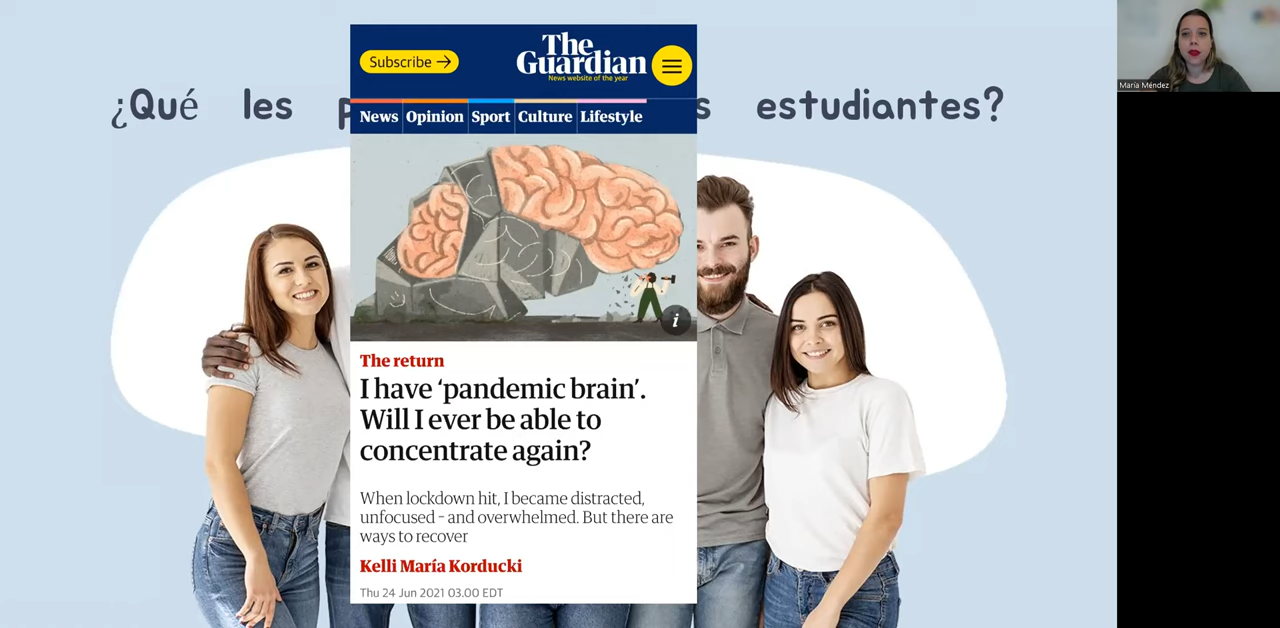 ¿Qué les
estudiantes?
Subscribe →
The
Guardian
News website of the year
News Opinion Sport Culture Lifestyle
i
The return
I have ‘pandemic brain’.
Will I ever be able to
concentrate again?
When lockdown hit, I became distracted,
unfocused – and overwhelmed. But there are
ways to recover
Kelli María Korducki
Thu 24 Jun 2021 03.00 EDT
María Méndez